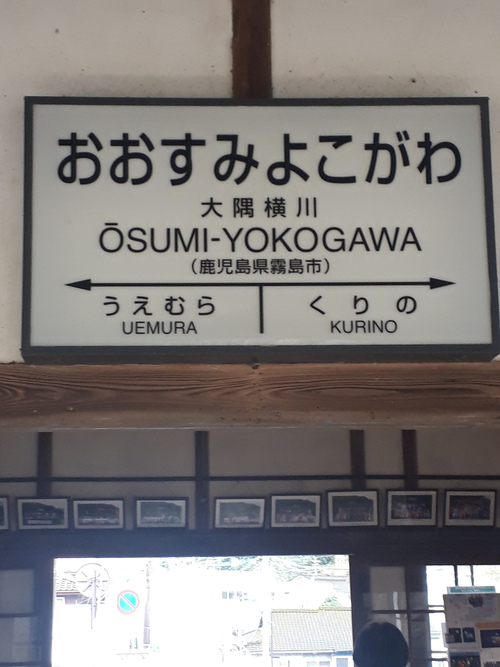 おおすみよこがわ
大隅横川
ŌSUMI-YOKOGAWA
(鹿児島県霧島市)
うえむら くりの
UEMURA KURINO